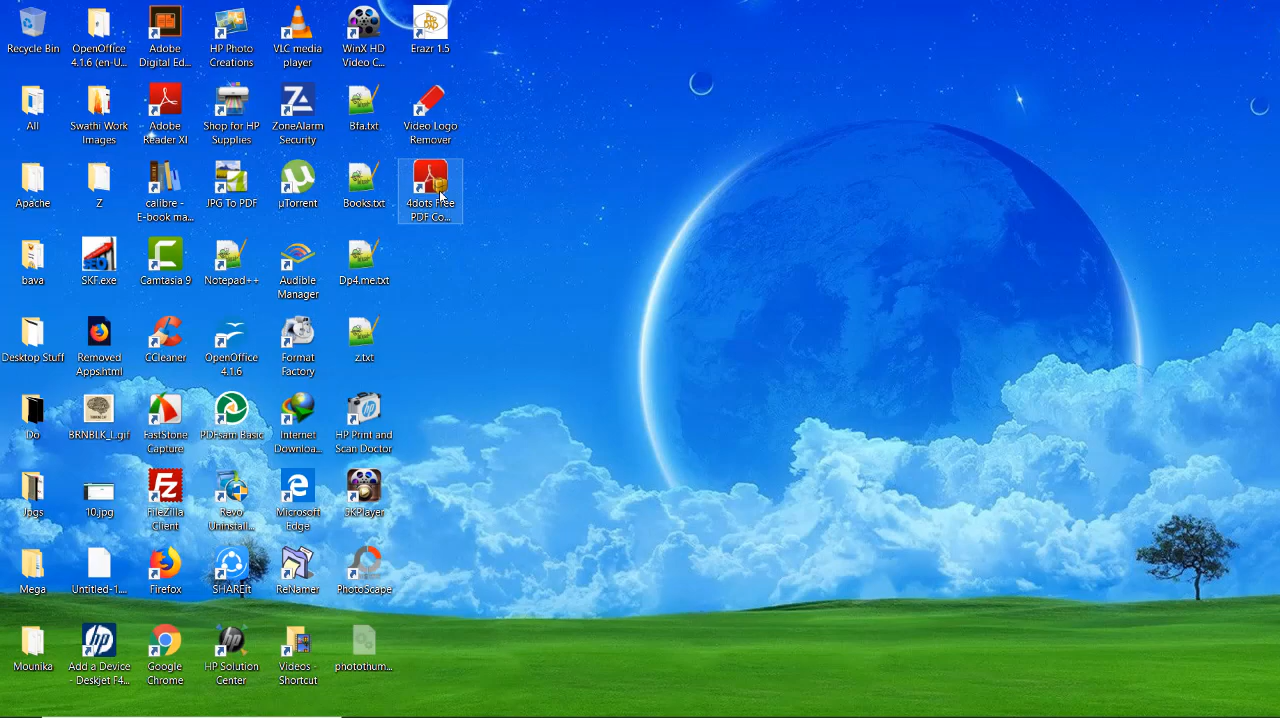 Recycle Bin
OpenOffice
4.1.6 (en-U...
Adobe
Digital Ed...
HP Photo
Creations
VLC media
player
WinX HD
Video C...
Erazr 1.5
All
Swathi Work
Images
Adobe
Reader XI
Shop for HP
Supplies
ZoneAlarm
Security
Bfa.txt
Video Logo
Remover
Apache
Z
calibre -
E-book ma...
JPG To PDF
µTorrent
Books.txt
4dots Free
PDF Co...
bava
SKF.exe
Camtasia 9
Notepad++
Audible
Manager
Dp4.me.txt
Desktop Stuff
Removed
Apps.html
CCleaner
OpenOffice
4.1.6
Format
Factory
z.txt
Do
BRNBLK_L.gif
FastStone
Capture
PDFsam Basic
Internet
Downloa...
HP Print and
Scan Doctor
Jpgs
10.jpg
FileZilla
Client
Revo
Uninstall...
Microsoft
Edge
5KPlayer
Mega
Untitled-1....
Firefox
SHAREit
ReNamer
PhotoScape
Mounika
Add a Device
- DeskJet F4...
Google
Chrome
HP Solution
Center
Videos -
Shortcut
photothum...